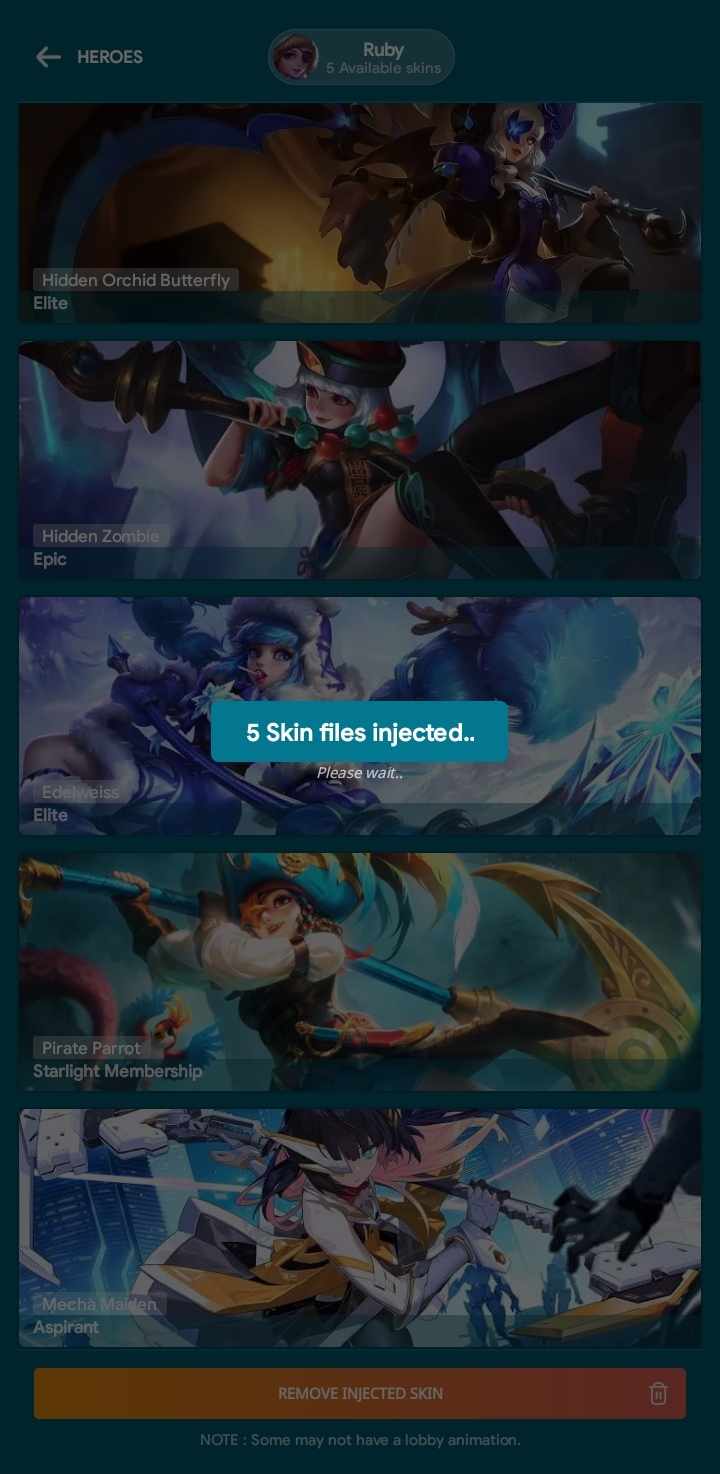 HEROES
Ruby
5 Available skins
Hidden Orchid Butterfly
Elite
Hidden Zombie
Epic
5 Skin files injected..
Please wait..
Edelweiss
Elite
Pirate Parrot
Starlight Membership
Mecha Maiden
Aspirant
REMOVE INJECTED SKIN
NOTE : Some may not have a lobby animation.